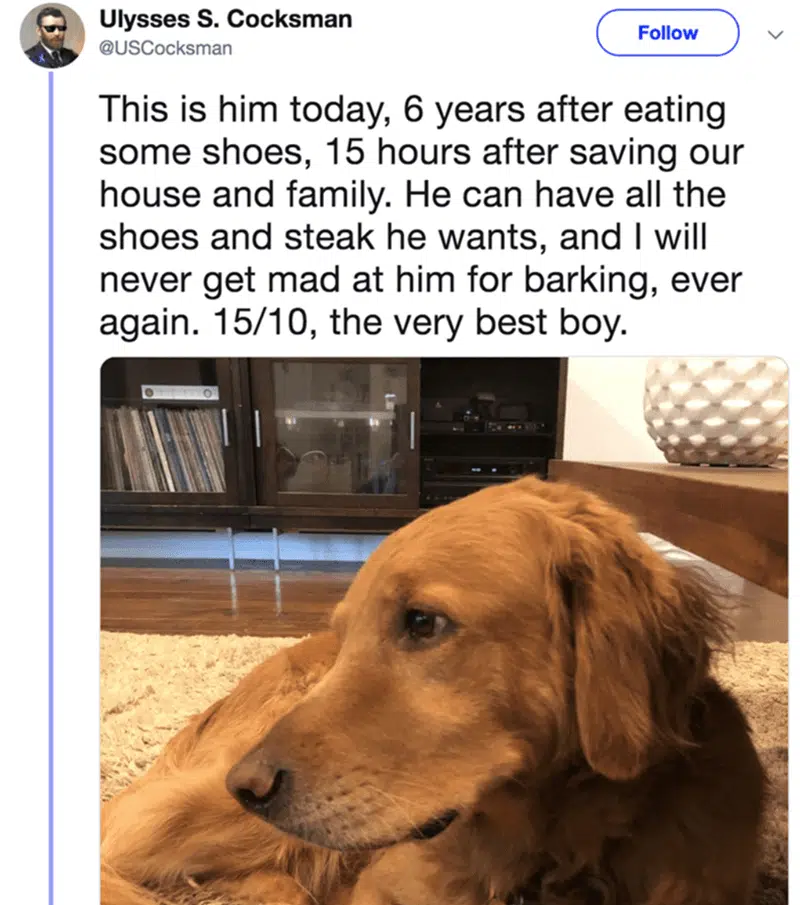 Ulysses S. Cocksman
@USCocksman
Follow
This is him today, 6 years after eating
some shoes, 15 hours after saving our
house and family. He can have all the
shoes and steak he wants, and I will
never get mad at him for barking, ever
again. 15/10, the very best boy.